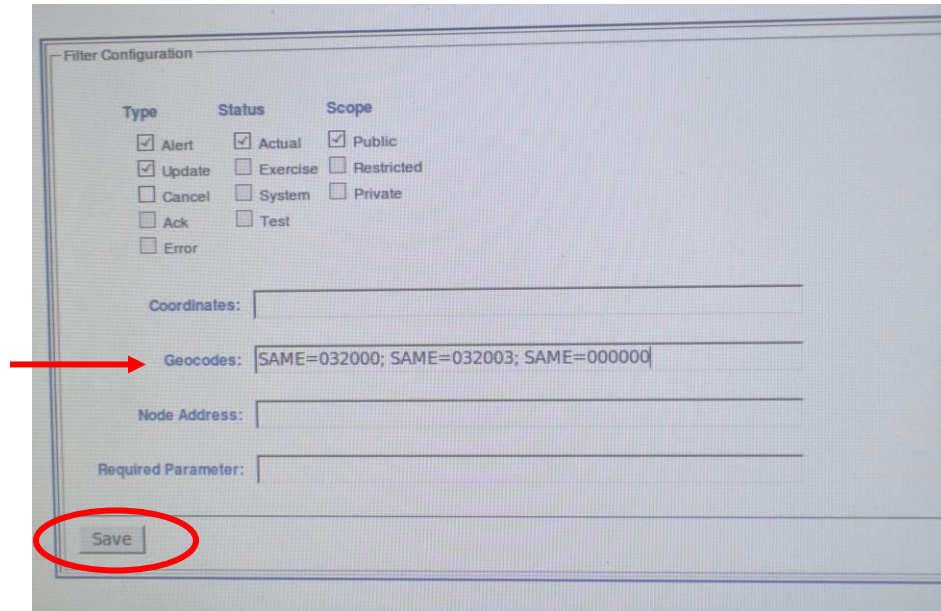 Filter Configuration
Type Status Scope
Alert Actual Public
Update Exercise Restricted
Cancel System Private
Ack Test
Error
Coordinates:
Geocodes: SAME=032000; SAME=032003; SAME=000000
Node Address:
Required Parameter:
Save